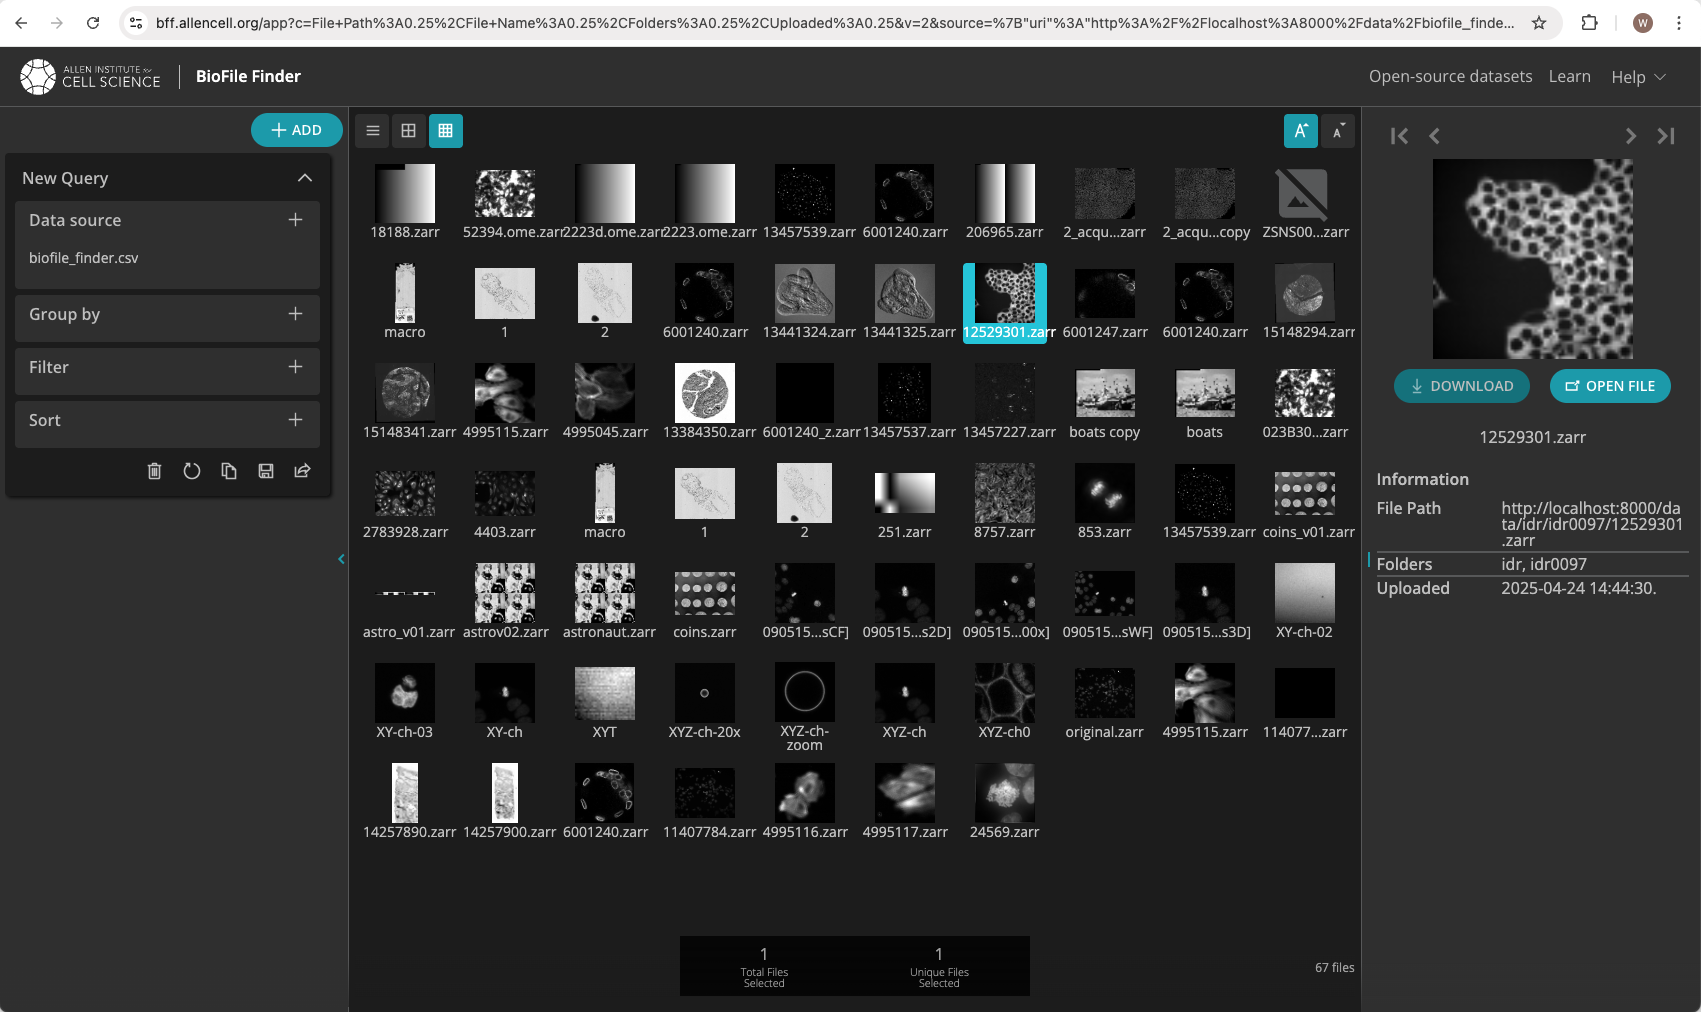 bff.allencell.org/app?c=File+Path%3A0.25%2CFile+Name%3A0.25%2CFolders%3A0.25%2CUploaded%3A0.25&v=2&source=%7B"uri"%3A"http%3A%2F%2Flocalhost%3A8000%2Fdata%2Fbiofile_finde...
W
ALLEN INSTITUTE for
CELL SCIENCE
BioFile Finder
Open-source datasets Learn Help
+ ADD
New Query
Data source
biofile_finder.csv
Group by
Filter
Sort
18188.zarr 52394.ome.zarr 2223d.ome.zarr 2223.ome.zarr 13457539.zarr 6001240.zarr 206965.zarr 2_acqu...zarr 2_acqu...copy ZSNS00...zarr
macro 1 2 6001240.zarr 13441324.zarr 13441325.zarr 12529301.zarr 6001247.zarr 6001240.zarr 15148294.zarr
15148341.zarr 4995115.zarr 4995045.zarr 13384350.zarr 6001240_z.zarr 13457537.zarr 13457227.zarr boats copy boats 023B30...zarr
2783928.zarr 4403.zarr macro 1 2 251.zarr 8757.zarr 853.zarr 13457539.zarr coins_v01.zarr
astro_v01.zarr astrov02.zarr astronaut.zarr coins.zarr 090515...sCF] 090515...s2D] 090515...00x] 090515...sWF] 090515...s3D] XY-ch-02
XY-ch-03 XY-ch XYT XYZ-ch-20x XYZ-ch-zoom XYZ-ch XYZ-ch0 original.zarr 4995115.zarr 114077...zarr
14257890.zarr 14257900.zarr 6001240.zarr 11407784.zarr 4995116.zarr 4995117.zarr 24569.zarr
1
Total Files
Selected
1
Unique Files
Selected
67 files
DOWNLOAD
OPEN FILE
12529301.zarr
Information
File Path http://localhost:8000/da
ta/idr/idr0097/12529301
.zarr
Folders idr, idr0097
Uploaded 2025-04-24 14:44:30.